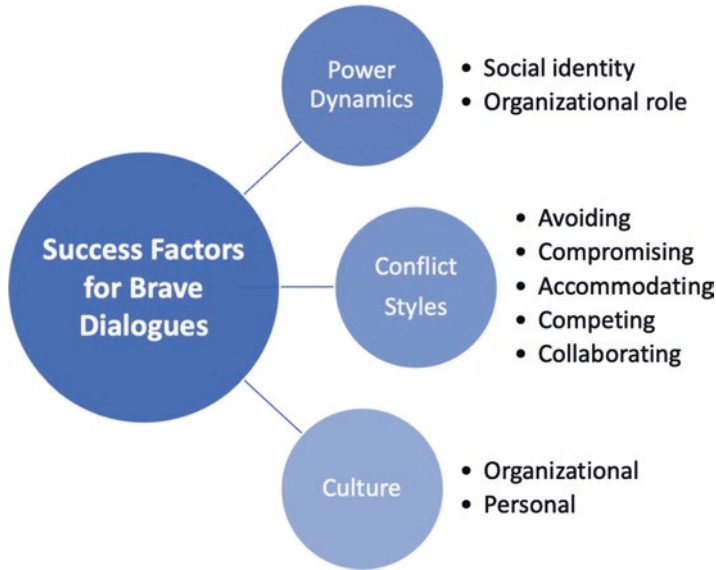 Success Factors
for Brave
Dialogues
Power
Dynamics
• Social identity
• Organizational role
Conflict
Styles
• Avoiding
• Compromising
• Accommodating
• Competing
• Collaborating
Culture
• Organizational
• Personal